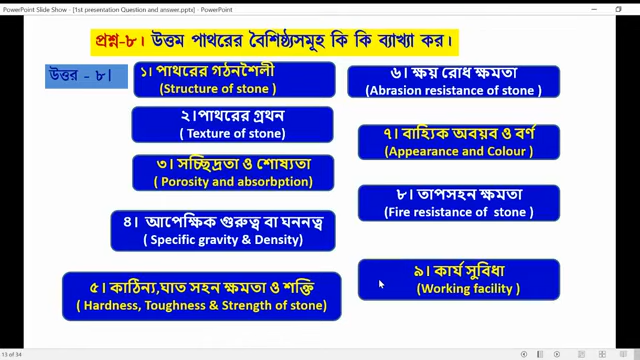 PowerPoint Slide Show - [1st presentation Question and answer.pptx] - PowerPoint
প্রশ্ন-৮। উত্তম পাথরের বৈশিষ্ঠ্যসমূহ কি কি ব্যাখ্যা কর।
উত্তর - ৮।
১। পাথরের গঠনশৈলী
(Structure of stone )
২। পাথরের গ্রথন
( Texture of stone)
৩। সচ্ছিদ্রতা ও শোষ্যতা
( Porosity and absorbption)
৪। আপেক্ষিক গুরুত্ব বা ঘননত্ব
( Specific gravity & Density)
৫। কাঠিন্য,ঘাত সহন ক্ষমতা ও শক্তি
( Hardness, Toughness & Strength of stone)
৬। ক্ষয় রোধ ক্ষমতা
(Abrasion resistance of stone )
৭। বাহ্যিক অবয়ব ও বর্ণ
(Appearance and Colour)
৮। তাপসহন ক্ষমতা
(Fire resistance of stone )
৯। কার্য সুবিধা
(Working facility )
13 of 34